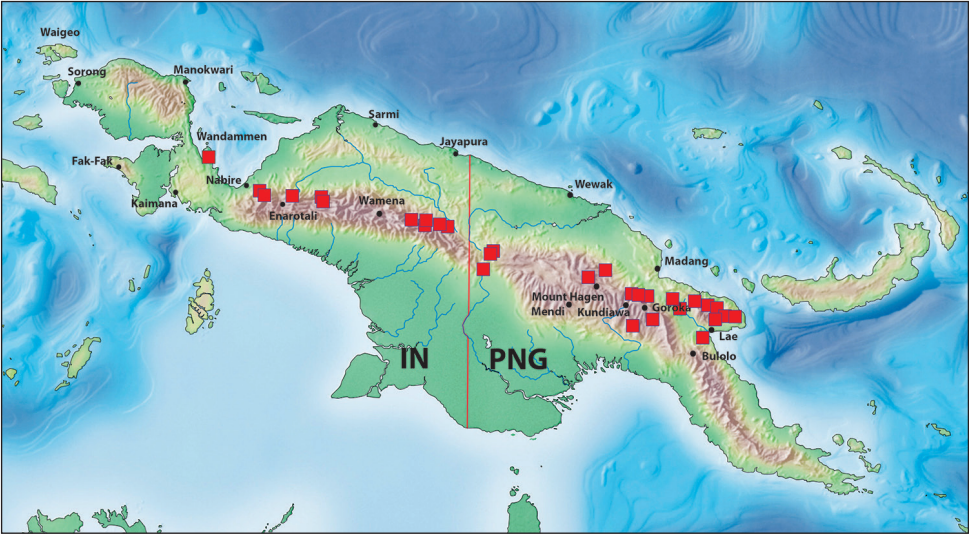 Waigeo
Sorong
Manokwari
Sarmi
Wandammen
Jayapura
Fak-Fak
Nabire
Wewak
Kaimana
Wamena
Enarotali
Madang
Mount Hagen
Mendi
Kundiawa
Goroka
Lae
Bulolo
IN
PNG